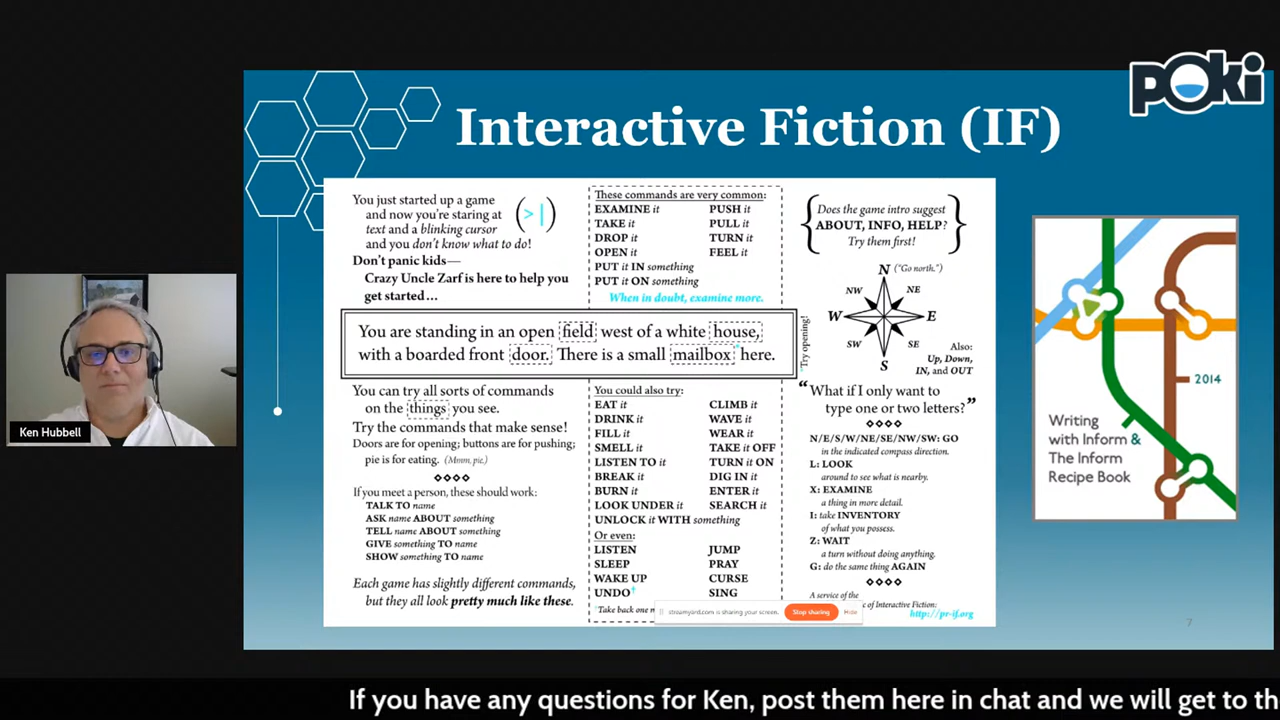 poki
Interactive Fiction (IF)
You just started up a game
and now you're staring at
text and a blinking cursor
and you don't know what to do!
(>|)
Don't panic kids—
Crazy Uncle Zarf is here to help you
get started…
These commands are very common:
EXAMINE it PUSH it
TAKE it PULL it
DROP it TURN it
OPEN it FEEL it
PUT it IN something
PUT it ON something
When in doubt, examine more.
Does the game intro suggest
ABOUT, INFO, HELP?
Try them first!
N ("Go north.")
NW NE
W E
SW SE
S
Also:
Up, Down,
IN, and OUT
You are standing in an open field west of a white house,
with a boarded front door. There is a small mailbox* here.
*Try opening!
You can try all sorts of commands
on the things you see.
Try the commands that make sense!
Doors are for opening; buttons are for pushing;
pie is for eating. (Mmm, pie.)
If you meet a person, these should work:
TALK TO name
ASK name ABOUT something
TELL name ABOUT something
GIVE something TO name
SHOW something TO name
Each game has slightly different commands,
but they all look pretty much like these.
You could also try:
EAT it CLIMB it
DRINK it WAVE it
FILL it WEAR it
SMELL it TAKE it OFF
LISTEN TO it TURN it ON
BREAK it DIG IN it
BURN it ENTER it
LOOK UNDER it SEARCH it
UNLOCK it WITH something
Or even:
LISTEN JUMP
SLEEP PRAY
WAKE UP CURSE
UNDO† SING
Take back one
"What if I only want to
type one or two letters?"
N/E/S/W/NE/SE/NW/SW: GO
in the indicated compass direction.
L: LOOK
around to see what is nearby.
X: EXAMINE
a thing in more detail.
I: take INVENTORY
of what you possess.
Z: WAIT
a turn without doing anything.
G: do the same thing AGAIN
A service of the
of Interactive Fiction:
http://pr-if.org
streamyard.com is sharing your screen. Stop sharing Hide
2014
Writing
with Inform &
The Inform
Recipe Book
7
Ken Hubbell
If you have any questions for Ken, post them here in chat and we will get to th